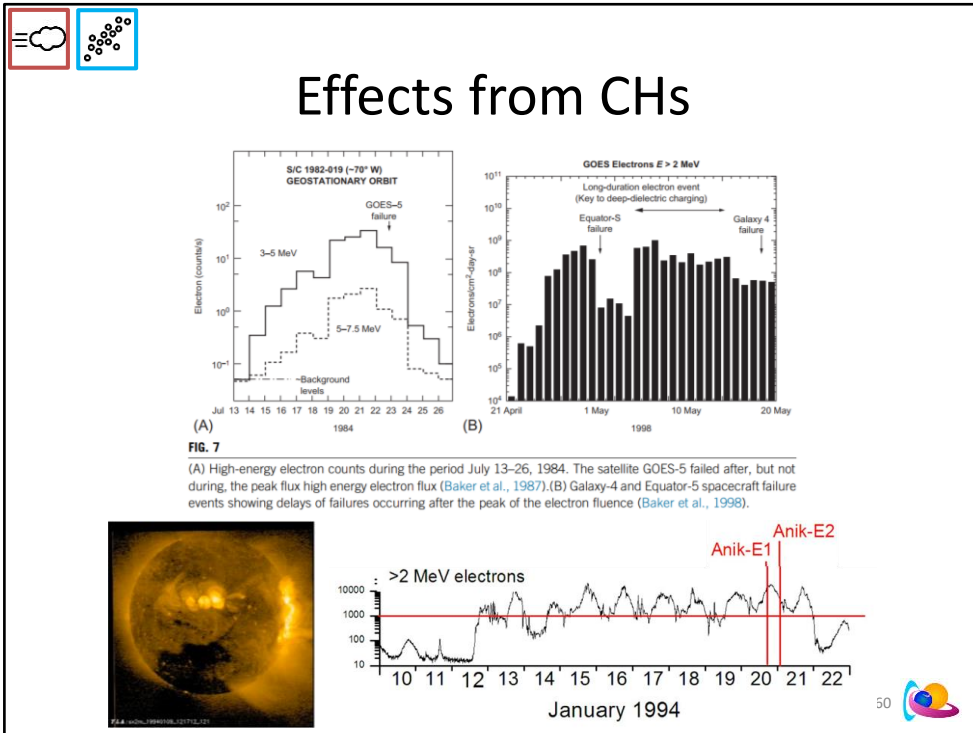 Effects from CHs
S/C 1982-019 (~70° W)
GEOSTATIONARY ORBIT
GOES–5
failure
3–5 MeV
5–7.5 MeV
Background
levels
Electron (counts/s)
10²
10¹
10⁰
10⁻¹
Jul 13 14 15 16 17 18 19 20 21 22 23 24 25 26
(A)
1984
GOES Electrons E > 2 MeV
Long-duration electron event
(Key to deep-dielectric charging)
Equator-S
failure
Galaxy 4
failure
Electrons/cm²-day-sr
10¹¹
10¹⁰
10⁹
10⁸
10⁷
10⁶
10⁵
10⁴
21 April 1 May 10 May 20 May
(B)
1998
FIG. 7
(A) High-energy electron counts during the period July 13–26, 1984. The satellite GOES-5 failed after, but not
during, the peak flux high energy electron flux (Baker et al., 1987).(B) Galaxy-4 and Equator-5 spacecraft failure
events showing delays of failures occurring after the peak of the electron fluence (Baker et al., 1998).
Anik-E2
Anik-E1
>2 MeV electrons
10000
1000
100
10
10 11 12 13 14 15 16 17 18 19 20 21 22
January 1994
60